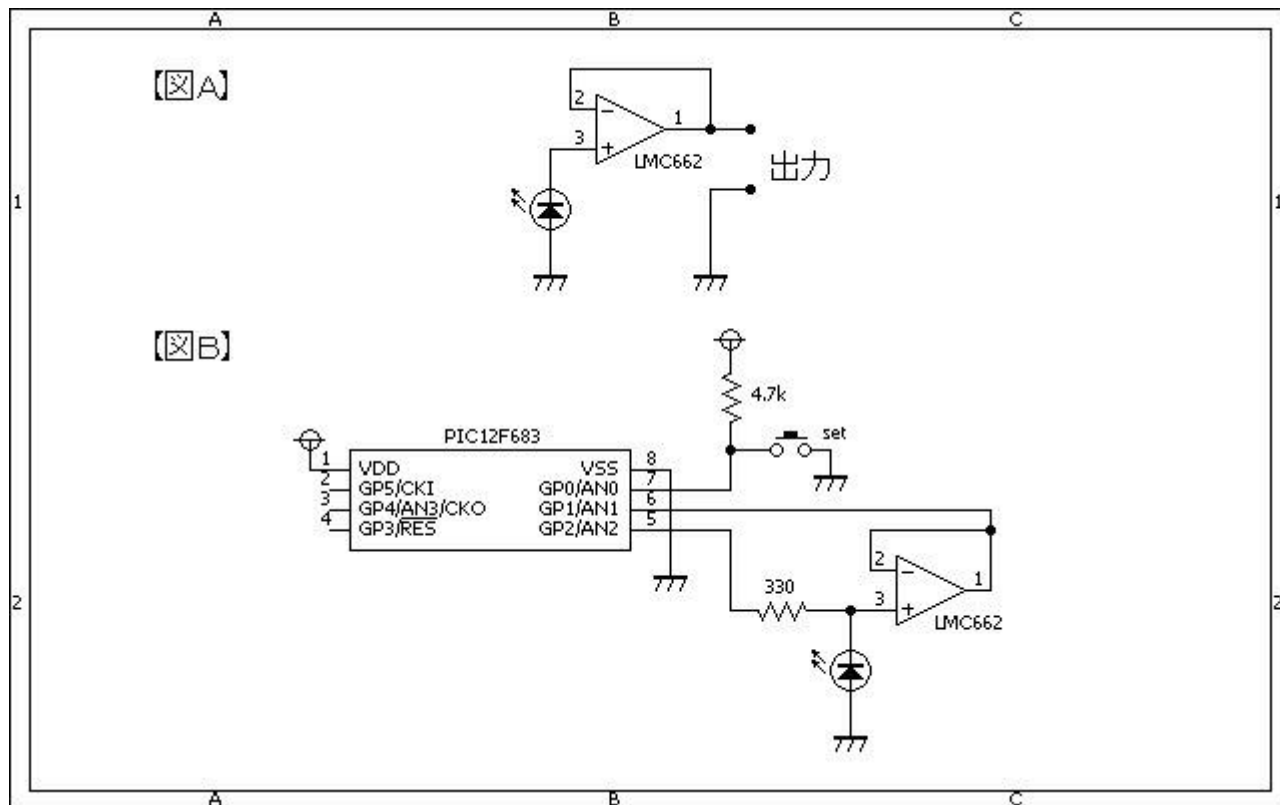 A B C
【図A】
2
1
3
LMC662
出力
1 1
【図B】
4.7k
set
PIC12F683
1 VDD VSS 8
2 GP5/CKI GP0/AN0 7
3 GP4/AN3/CKO GP1/AN1 6
4 GP3/RES GP2/AN2 5
2
1
330
3
LMC662
2 2
A B C